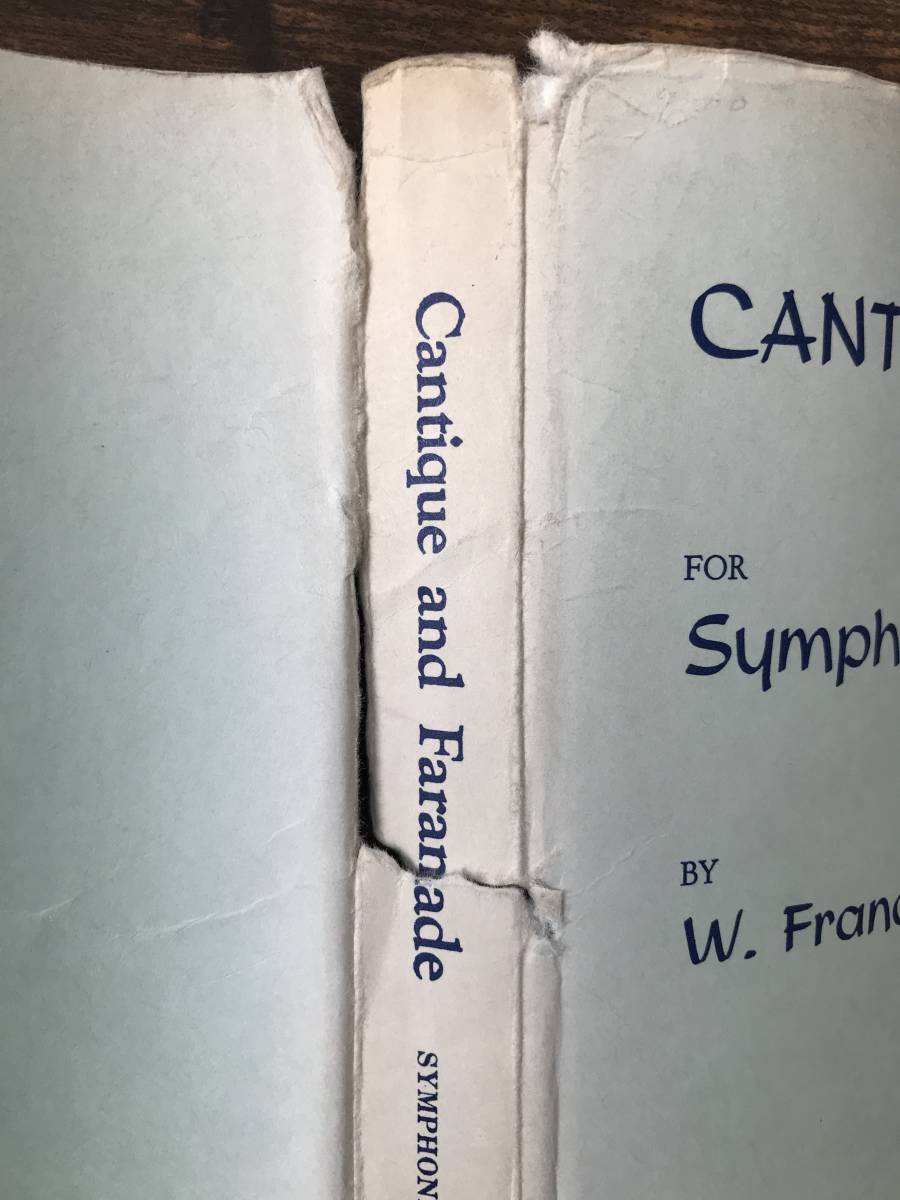 Cantique and Faranade SYMPHON
CANT
FOR
Symph
BY
W. Franc